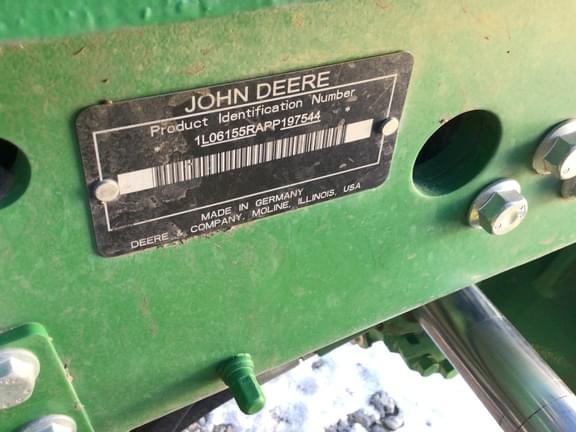 JOHN DEERE
Product Identification Number
1L06155RAPP197544
MADE IN GERMANY
DEERE & COMPANY, MOLINE, ILLINOIS, USA